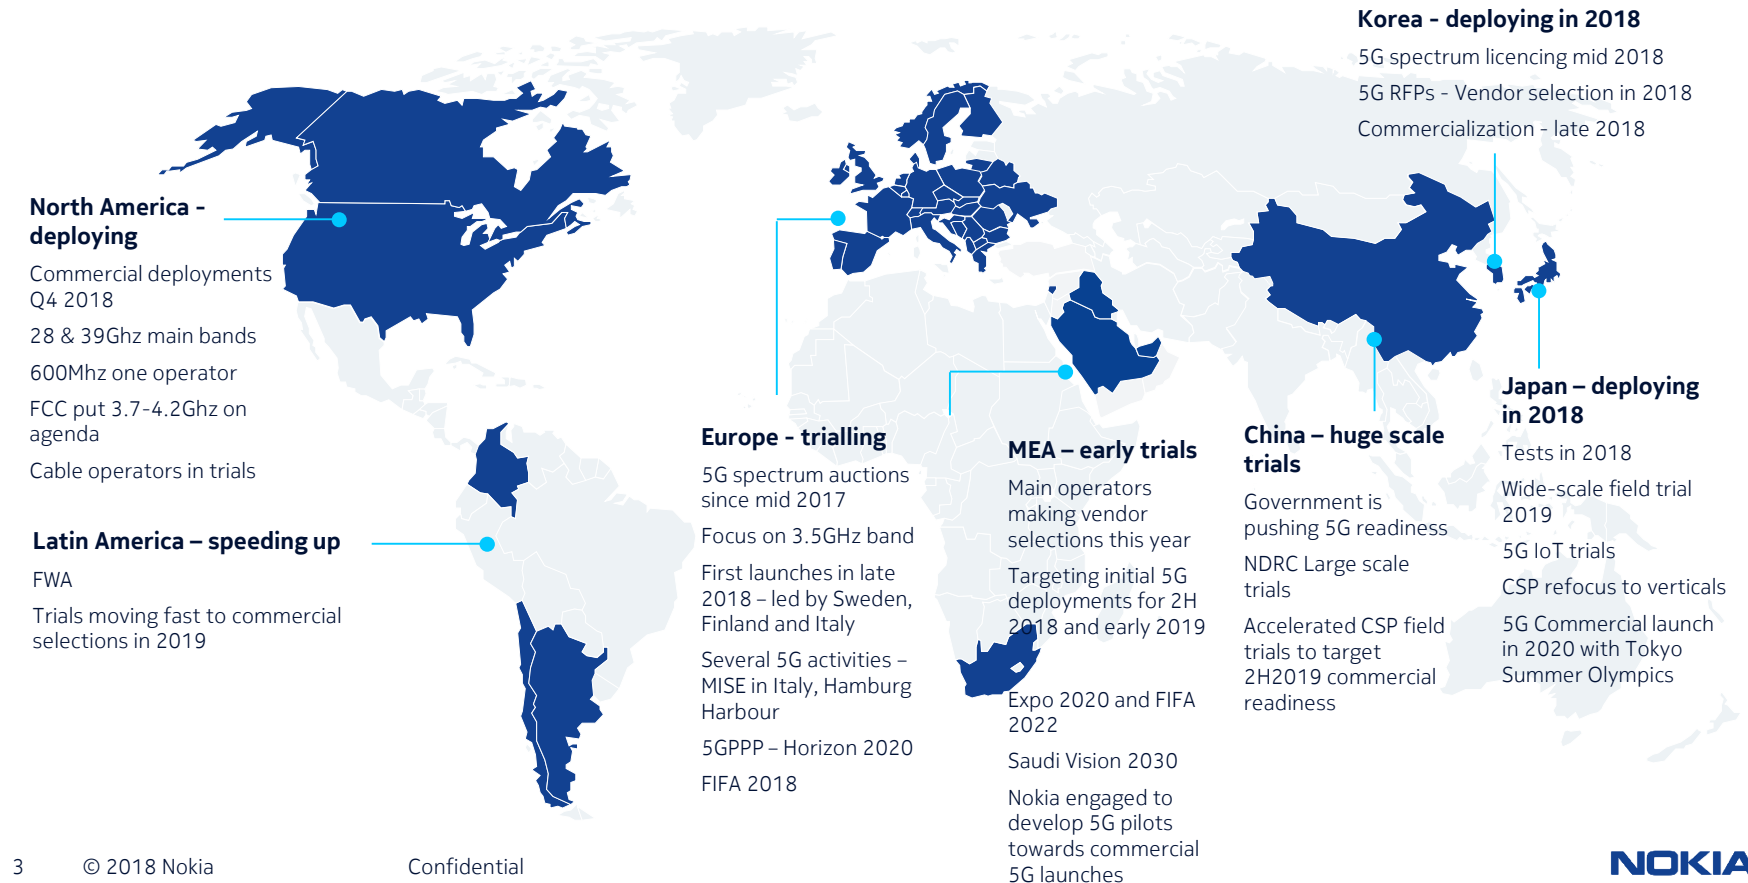 Korea - deploying in 2018
5G spectrum licencing mid 2018
5G RFPs - Vendor selection in 2018
Commercialization - late 2018
North America -
deploying
Commercial deployments
Q4 2018
28 & 39Ghz main bands
600Mhz one operator
FCC put 3.7-4.2Ghz on
agenda
Cable operators in trials
Latin America – speeding up
FWA
Trials moving fast to commercial
selections in 2019
Europe - trialling
5G spectrum auctions
since mid 2017
Focus on 3.5GHz band
First launches in late
2018 – led by Sweden,
Finland and Italy
Several 5G activities –
MISE in Italy, Hamburg
Harbour
5GPPP – Horizon 2020
FIFA 2018
MEA – early trials
Main operators
making vendor
selections this year
Targeting initial 5G
deployments for 2H
2018 and early 2019
Expo 2020 and FIFA
2022
Saudi Vision 2030
Nokia engaged to
develop 5G pilots
towards commercial
5G launches
China – huge scale
trials
Government is
pushing 5G readiness
NDRC Large scale
trials
Accelerated CSP field
trials to target
2H2019 commercial
readiness
Japan – deploying
in 2018
Tests in 2018
Wide-scale field trial
2019
5G IoT trials
CSP refocus to verticals
5G Commercial launch
in 2020 with Tokyo
Summer Olympics
3 © 2018 Nokia Confidential
NOKIA